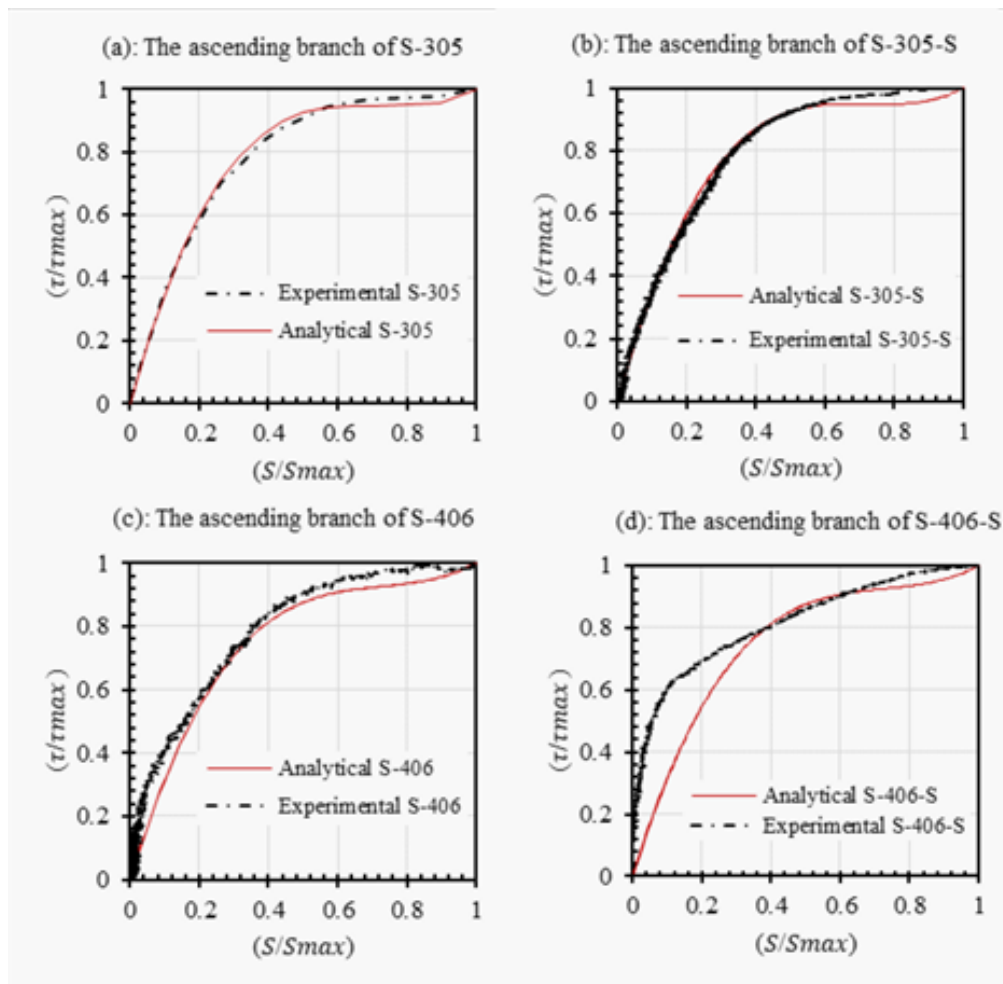 (a): The ascending branch of S-305
1
0.8
0.6
0.4
0.2
0
(τ/τmax)
Experimental S-305
Analytical S-305
0 0.2 0.4 0.6 0.8 1
(S/Smax)
(b): The ascending branch of S-305-S
1
0.8
0.6
0.4
0.2
0
(τ/τmax)
Analytical S-305-S
Experimental S-305-S
0 0.2 0.4 0.6 0.8 1
(S/Smax)
(c): The ascending branch of S-406
1
0.8
0.6
0.4
0.2
0
(τ/τmax)
Analytical S-406
Experimental S-406
0 0.2 0.4 0.6 0.8 1
(S/Smax)
(d): The ascending branch of S-406-S
1
0.8
0.6
0.4
0.2
0
(τ/τmax)
Analytical S-406-S
Experimental S-406-S
0 0.2 0.4 0.6 0.8 1
(S/Smax)